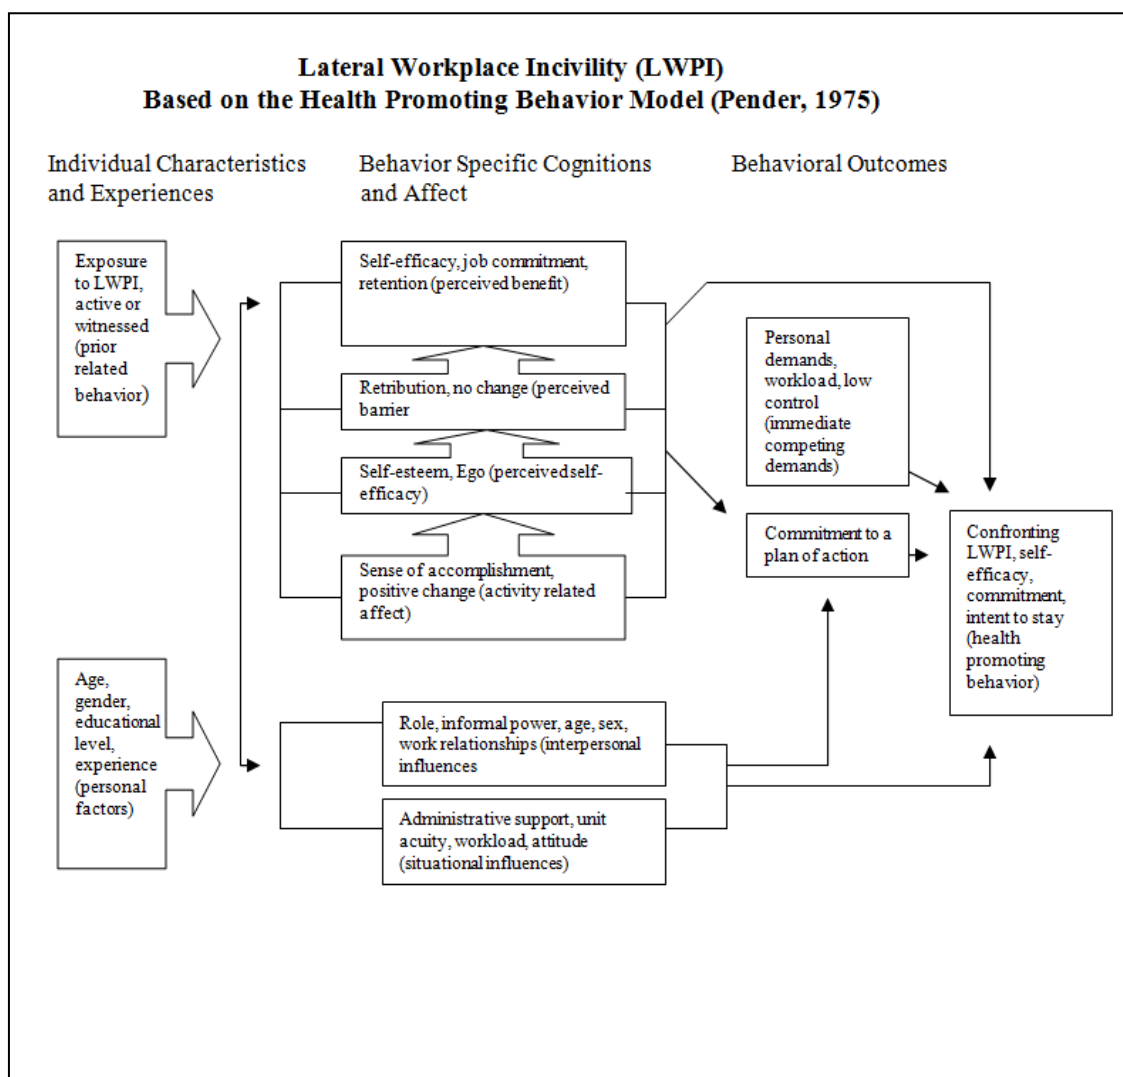 Lateral Workplace Incivility (LWPI)
Based on the Health Promoting Behavior Model (Pender, 1975)
Individual Characteristics
and Experiences
Behavior Specific Cognitions
and Affect
Behavioral Outcomes
Exposure
to LWPI,
active or
witnessed
(prior
related
behavior)
Self-efficacy, job commitment,
retention (perceived benefit)
Retribution, no change (perceived
barrier
Self-esteem, Ego (perceived self-
efficacy)
Sense of accomplishment,
positive change (activity related
affect)
Personal
demands,
workload, low
control
(immediate
competing
demands)
Commitment to a
plan of action
Confronting
LWPI, self-
efficacy,
commitment,
intent to stay
(health
promoting
behavior)
Age,
gender,
educational
level,
experience
(personal
factors)
Role, informal power, age, sex,
work relationships (interpersonal
influences
Administrative support, unit
acuity, workload, attitude
(situational influences)